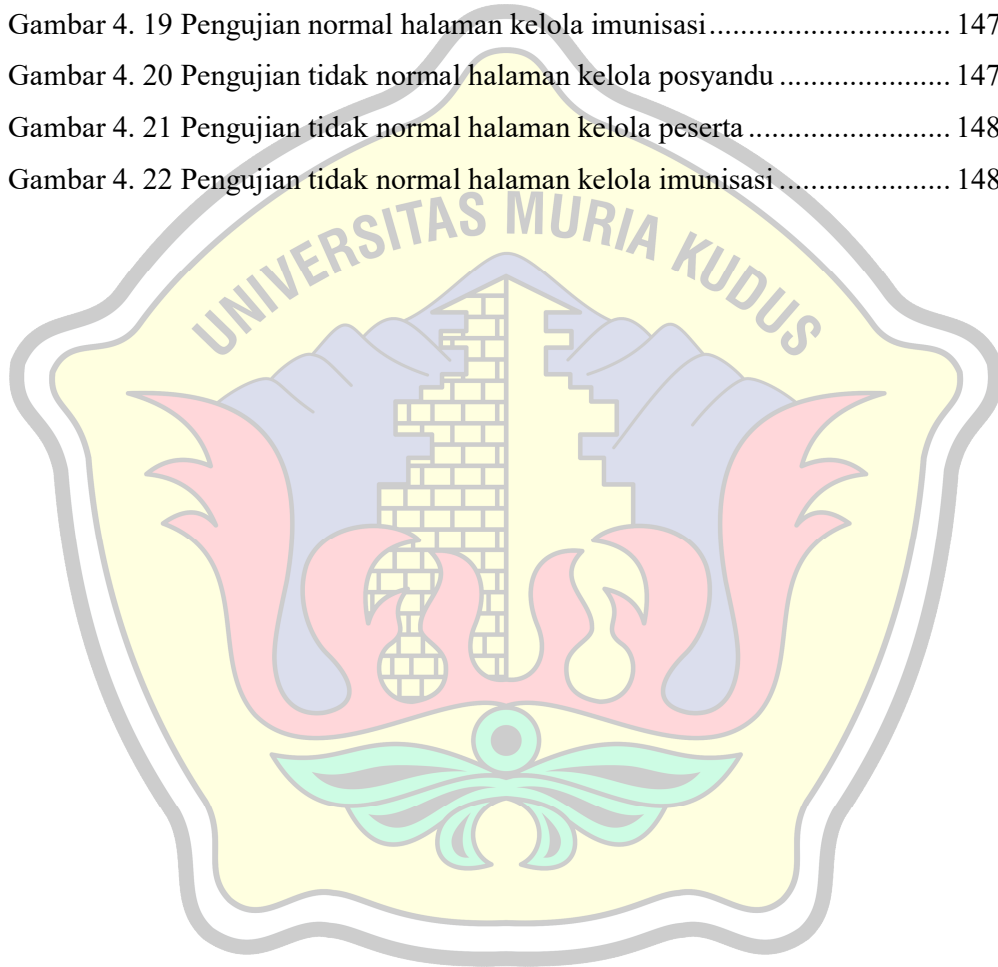 Gambar 4. 19 Pengujian normal halaman kelola imunisasi................................ 147
Gambar 4. 20 Pengujian tidak normal halaman kelola posyandu ...................... 147
Gambar 4. 21 Pengujian tidak normal halaman kelola peserta .......................... 148
Gambar 4. 22 Pengujian tidak normal halaman kelola imunisasi ...................... 148
UNIVERSITAS MURIA KUDUS